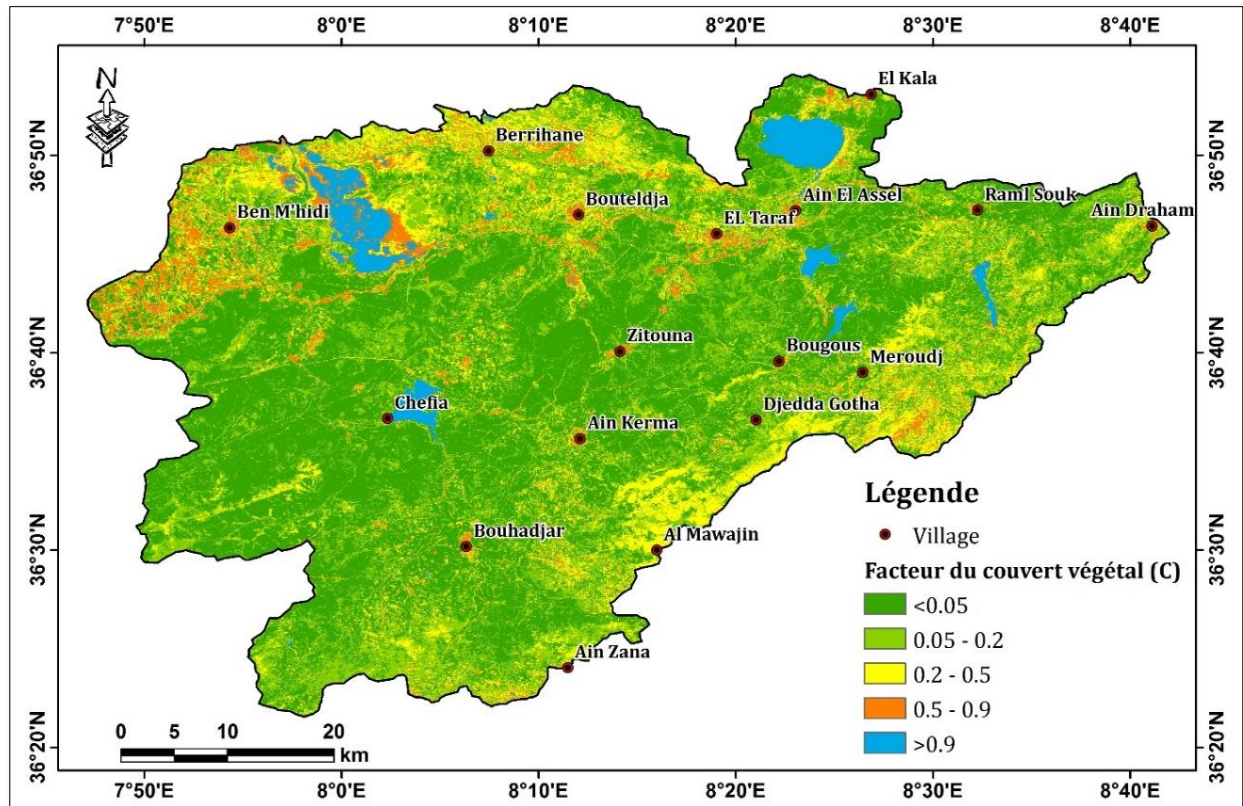 7°50'E 8°0'E 8°10'E 8°20'E 8°30'E 8°40'E
N
El Kala
36°50'N 36°50'N
Berrihane
Ben M'hidi
Bouteldja
EL Taraf
Ain El Assel
Raml Souk
Ain Draham
36°40'N 36°40'N
Zitouna
Bougous
Meroudj
Chefia
Ain Kerma
Djedda Gotha
36°30'N 36°30'N
Bouhadjar
Al Mawajin
Ain Zana
Légende
Village
Facteur du couvert végétal (C)
<0.05
0.05 - 0.2
0.2 - 0.5
0.5 - 0.9
>0.9
0 5 10 20
km
36°20'N 36°20'N
7°50'E 8°0'E 8°10'E 8°20'E 8°30'E 8°40'E